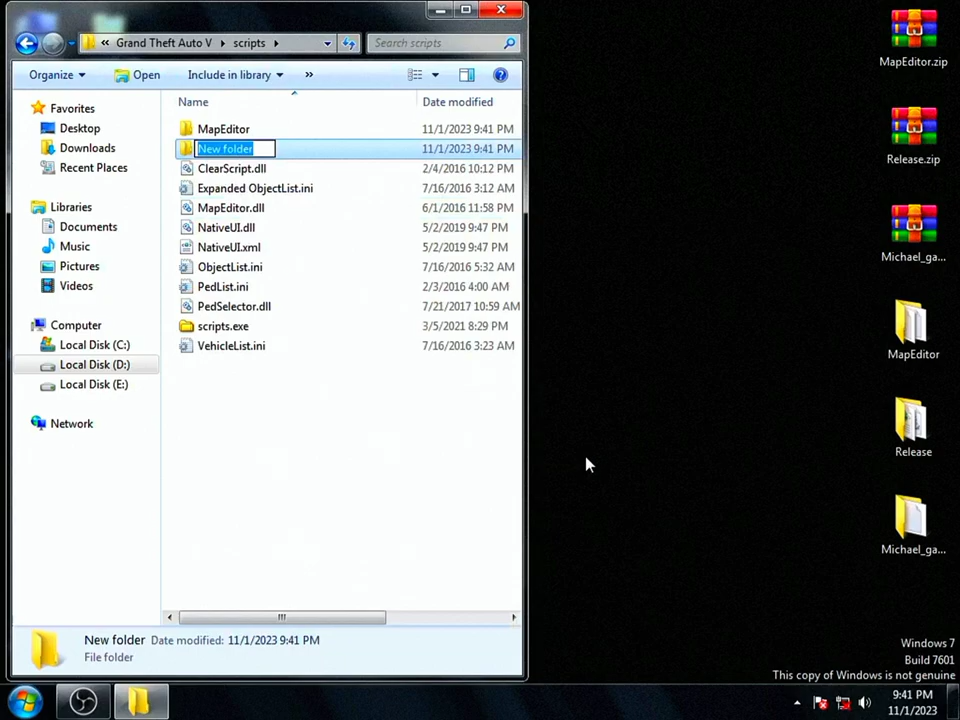 Grand Theft Auto V
scripts
Search scripts
Organize
Open
Include in library
»
Name
Date modified
Favorites
Desktop
Downloads
Recent Places
Libraries
Documents
Music
Pictures
Videos
Computer
Local Disk (C:)
Local Disk (D:)
Local Disk (E:)
Network
MapEditor 11/1/2023 9:41 PM
New folder 11/1/2023 9:41 PM
ClearScript.dll 2/4/2016 10:12 PM
Expanded ObjectList.ini 7/16/2016 3:12 AM
MapEditor.dll 6/1/2016 11:58 PM
NativeUI.dll 5/2/2019 9:47 PM
NativeUI.xml 5/2/2019 9:47 PM
ObjectList.ini 7/16/2016 5:32 AM
PedList.ini 2/3/2016 4:00 AM
PedSelector.dll 7/21/2017 10:59 AM
scripts.exe 3/5/2021 8:29 PM
VehicleList.ini 7/16/2016 3:23 AM
New folder Date modified: 11/1/2023 9:41 PM
File folder
MapEditor.zip
Release.zip
Michael_ga...
MapEditor
Release
Michael_ga...
Windows 7
Build 7601
This copy of Windows is not genuine
9:41 PM
11/1/2023